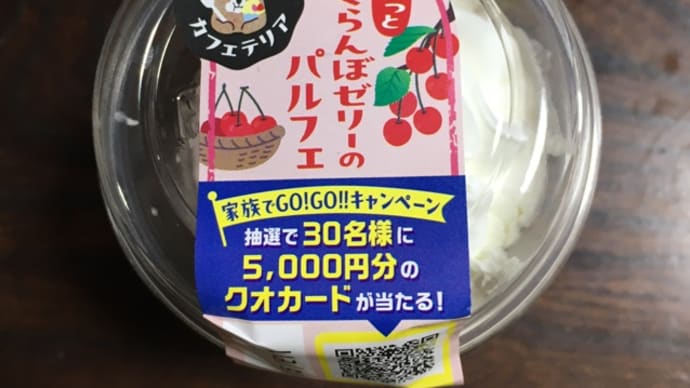 カフェテリア
っと
くらんぼゼリーの
パルフェ
家族でGO!GO!!キャンペーン
抽選で30名様に
5,000円分の
クオカードが当たる!